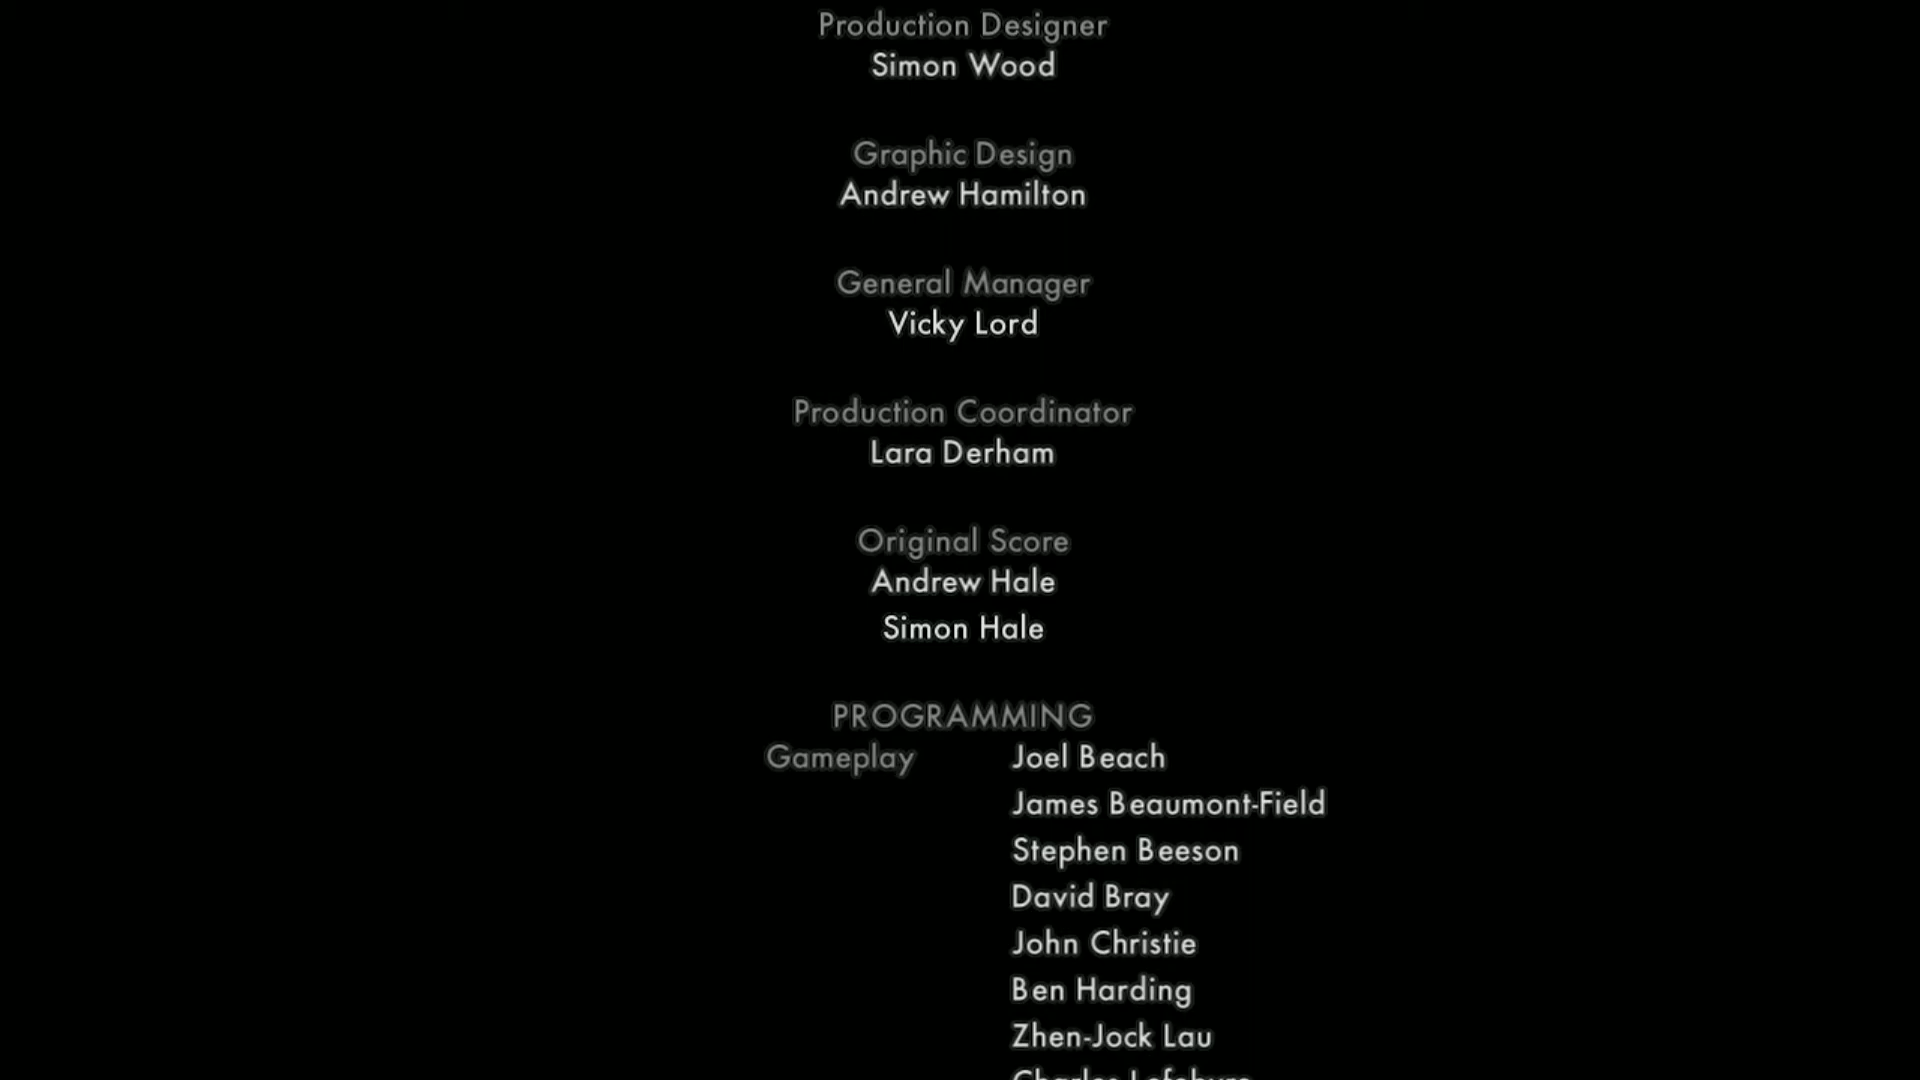 Production Designer
Simon Wood
Graphic Design
Andrew Hamilton
General Manager
Vicky Lord
Production Coordinator
Lara Derham
Original Score
Andrew Hale
Simon Hale
PROGRAMMING
Gameplay Joel Beach
James Beaumont-Field
Stephen Beeson
David Bray
John Christie
Ben Harding
Zhen-Jock Lau
Charles